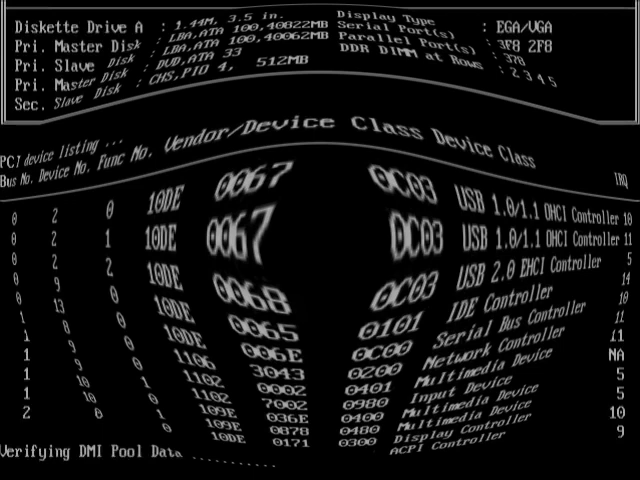 Diskette Drive A : 1.44M, 3.5 in. Display Type : EGA/VGA
Pri. Master Disk : LBA,ATA 100,40822MB Serial Port(s) : 3F8 2F8
Pri. Slave Disk : LBA,ATA 100,40062MB Parallel Port(s) : 378
Pri. Master Disk : DVD,ATA 33 DDR DIMM at Rows : 2 3 4 5
Sec. Slave Disk : CHS,PIO 4, 512MB
PCI device listing ...
Bus No. Device No. Func No. Vendor/Device Class Device Class IRQ
0 2 0 10DE 0067 0C03 USB 1.0/1.1 OHCI Controller 10
0 2 1 10DE 0067 0C03 USB 1.0/1.1 OHCI Controller 11
0 2 2 10DE 0068 0C03 USB 2.0 EHCI Controller 5
0 9 0 10DE 0065 0101 IDE Controller 14
0 13 0 10DE 006E 0C00 Serial Bus Controller 10
1 8 0 1106 3043 0200 Network Controller 11
1 9 0 1102 0002 0401 Multimedia Device 11
1 9 1 1102 7002 0980 Input Device NA
1 10 0 109E 036E 0400 Multimedia Device 5
1 10 1 109E 0878 0480 Multimedia Device 5
2 0 0 10DE 0171 0300 Display Controller 10
ACPI Controller 9
Verifying DMI Pool Data ...........